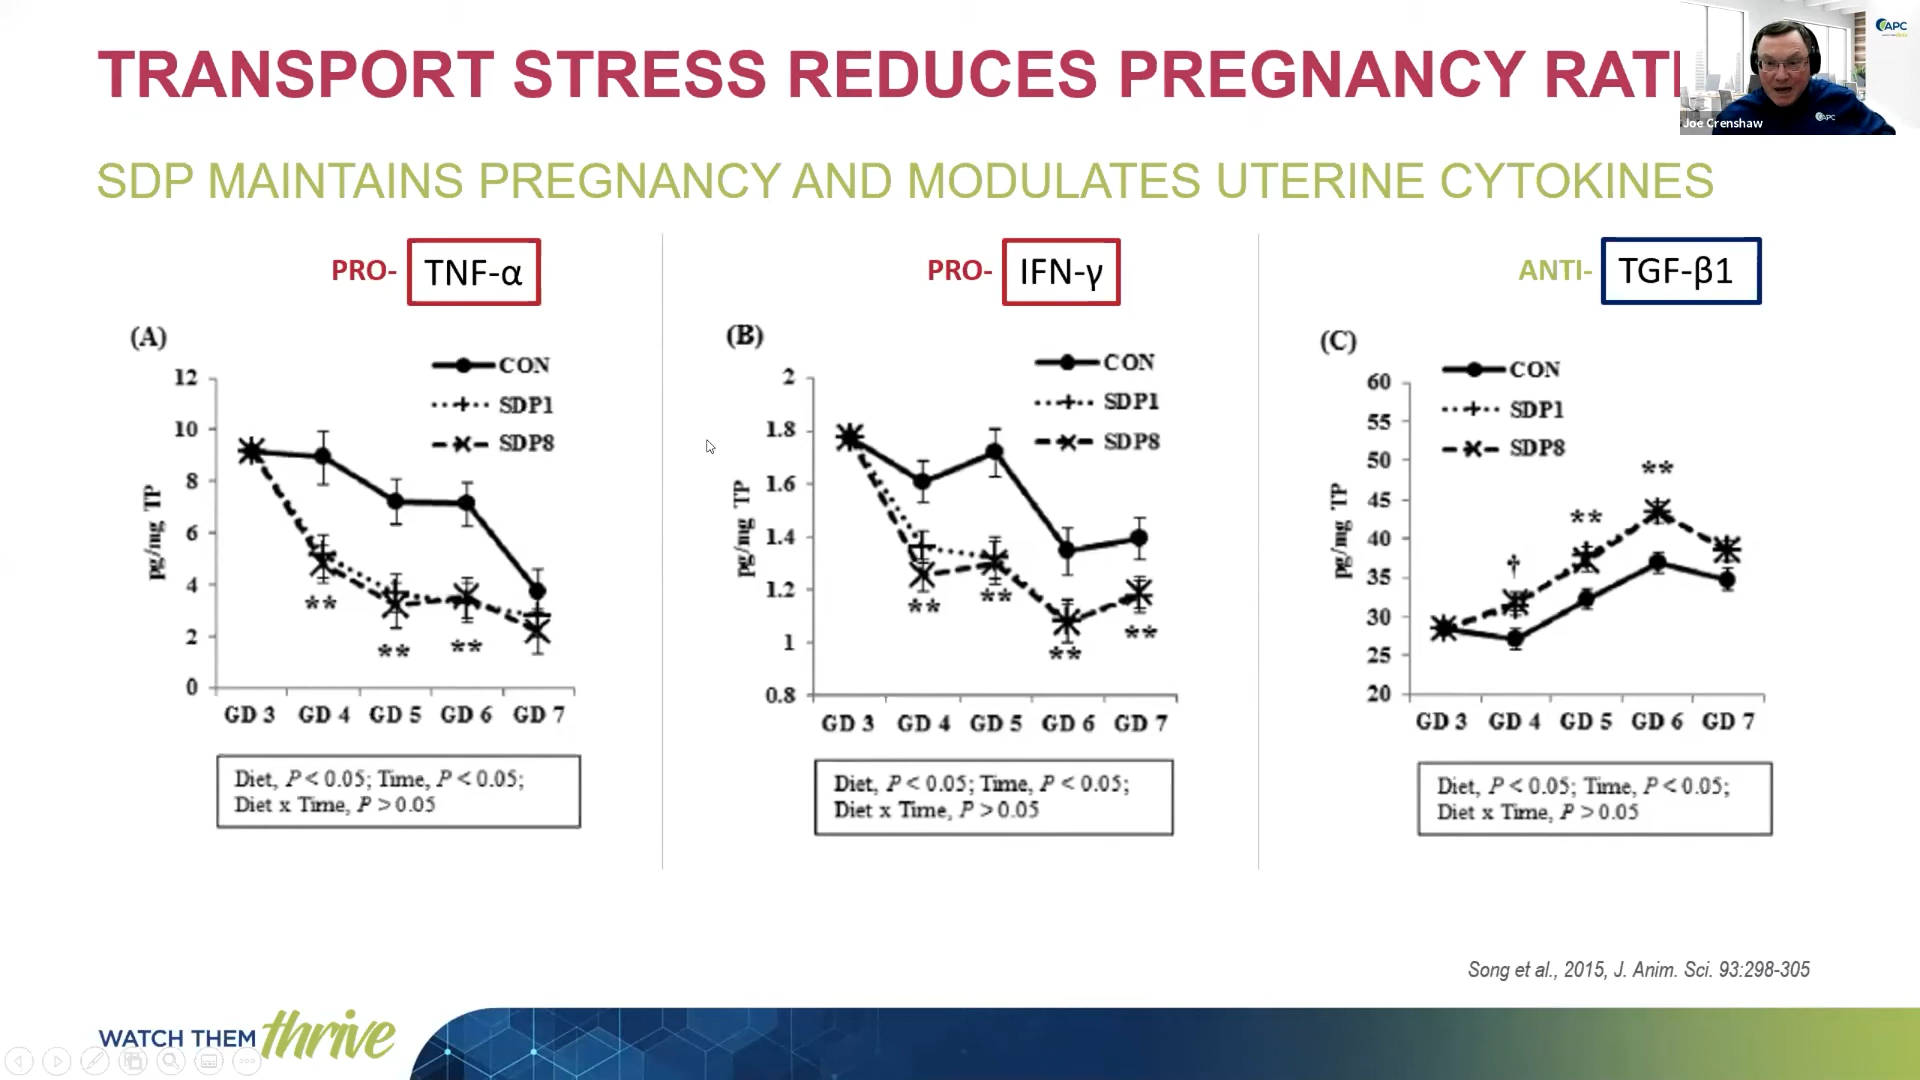 TRANSPORT STRESS REDUCES PREGNANCY RAT
APC
Joe Crenshaw
APC
SDP MAINTAINS PREGNANCY AND MODULATES UTERINE CYTOKINES
PRO- TNF-α
(A)
CON
SDP1
SDP8
12
10
8
6
4
2
0
pg/mg TP
**
**
**
GD 3 GD 4 GD 5 GD 6 GD 7
Diet, P < 0.05; Time, P < 0.05;
Diet x Time, P > 0.05
PRO- IFN-γ
(B)
CON
SDP1
SDP8
2
1.8
1.6
1.4
1.2
1
0.8
pg/mg TP
**
**
**
**
GD 3 GD 4 GD 5 GD 6 GD 7
Diet, P < 0.05; Time, P < 0.05;
Diet x Time, P > 0.05
ANTI- TGF-β1
(C)
CON
SDP1
SDP8
60
55
50
45
40
35
30
25
20
pg/mg TP
†
**
**
GD 3 GD 4 GD 5 GD 6 GD 7
Diet, P < 0.05; Time, P < 0.05;
Diet x Time, P > 0.05
Song et al., 2015, J. Anim. Sci. 93:298-305
WATCH THEM thrive